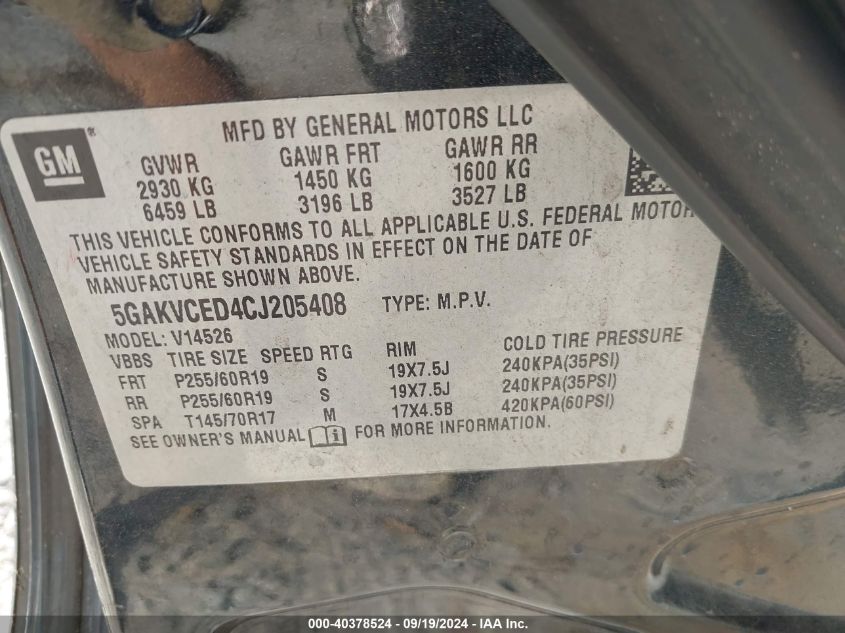 GM®
MFD BY GENERAL MOTORS LLC
GVWR GAWR FRT GAWR RR
2930 KG 1450 KG 1600 KG
6459 LB 3196 LB 3527 LB
THIS VEHICLE CONFORMS TO ALL APPLICABLE U.S. FEDERAL MOTOR
VEHICLE SAFETY STANDARDS IN EFFECT ON THE DATE OF
MANUFACTURE SHOWN ABOVE.
5GAKVCED4CJ205408 TYPE: M.P.V.
MODEL: V14526
VBBS TIRE SIZE SPEED RTG RIM COLD TIRE PRESSURE
FRT P255/60R19 S 19X7.5J 240KPA(35PSI)
RR P255/60R19 S 19X7.5J 240KPA(35PSI)
SPA T145/70R17 M 17X4.5B 420KPA(60PSI)
SEE OWNER'S MANUAL i FOR MORE INFORMATION.
000-40378524 - 09/19/2024 - IAA Inc.